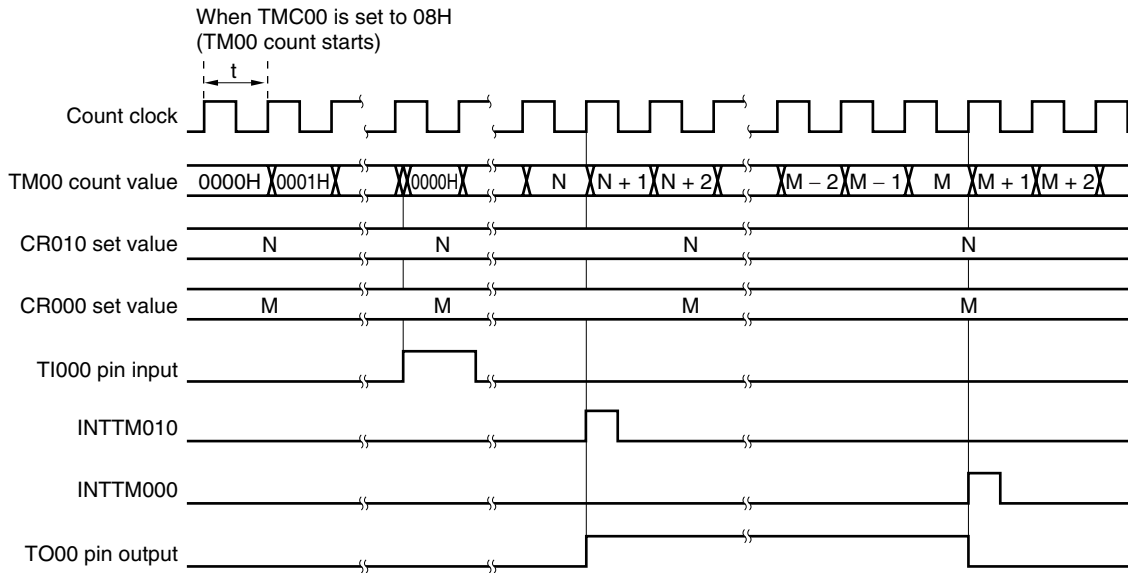 When TMC00 is set to 08H
(TM00 count starts)
t
Count clock
TM00 count value 0000H 0001H 0000H N N + 1 N + 2 M − 2 M − 1 M M + 1 M + 2
CR010 set value N N N N
CR000 set value M M M M
TI000 pin input
INTTM010
INTTM000
TO00 pin output